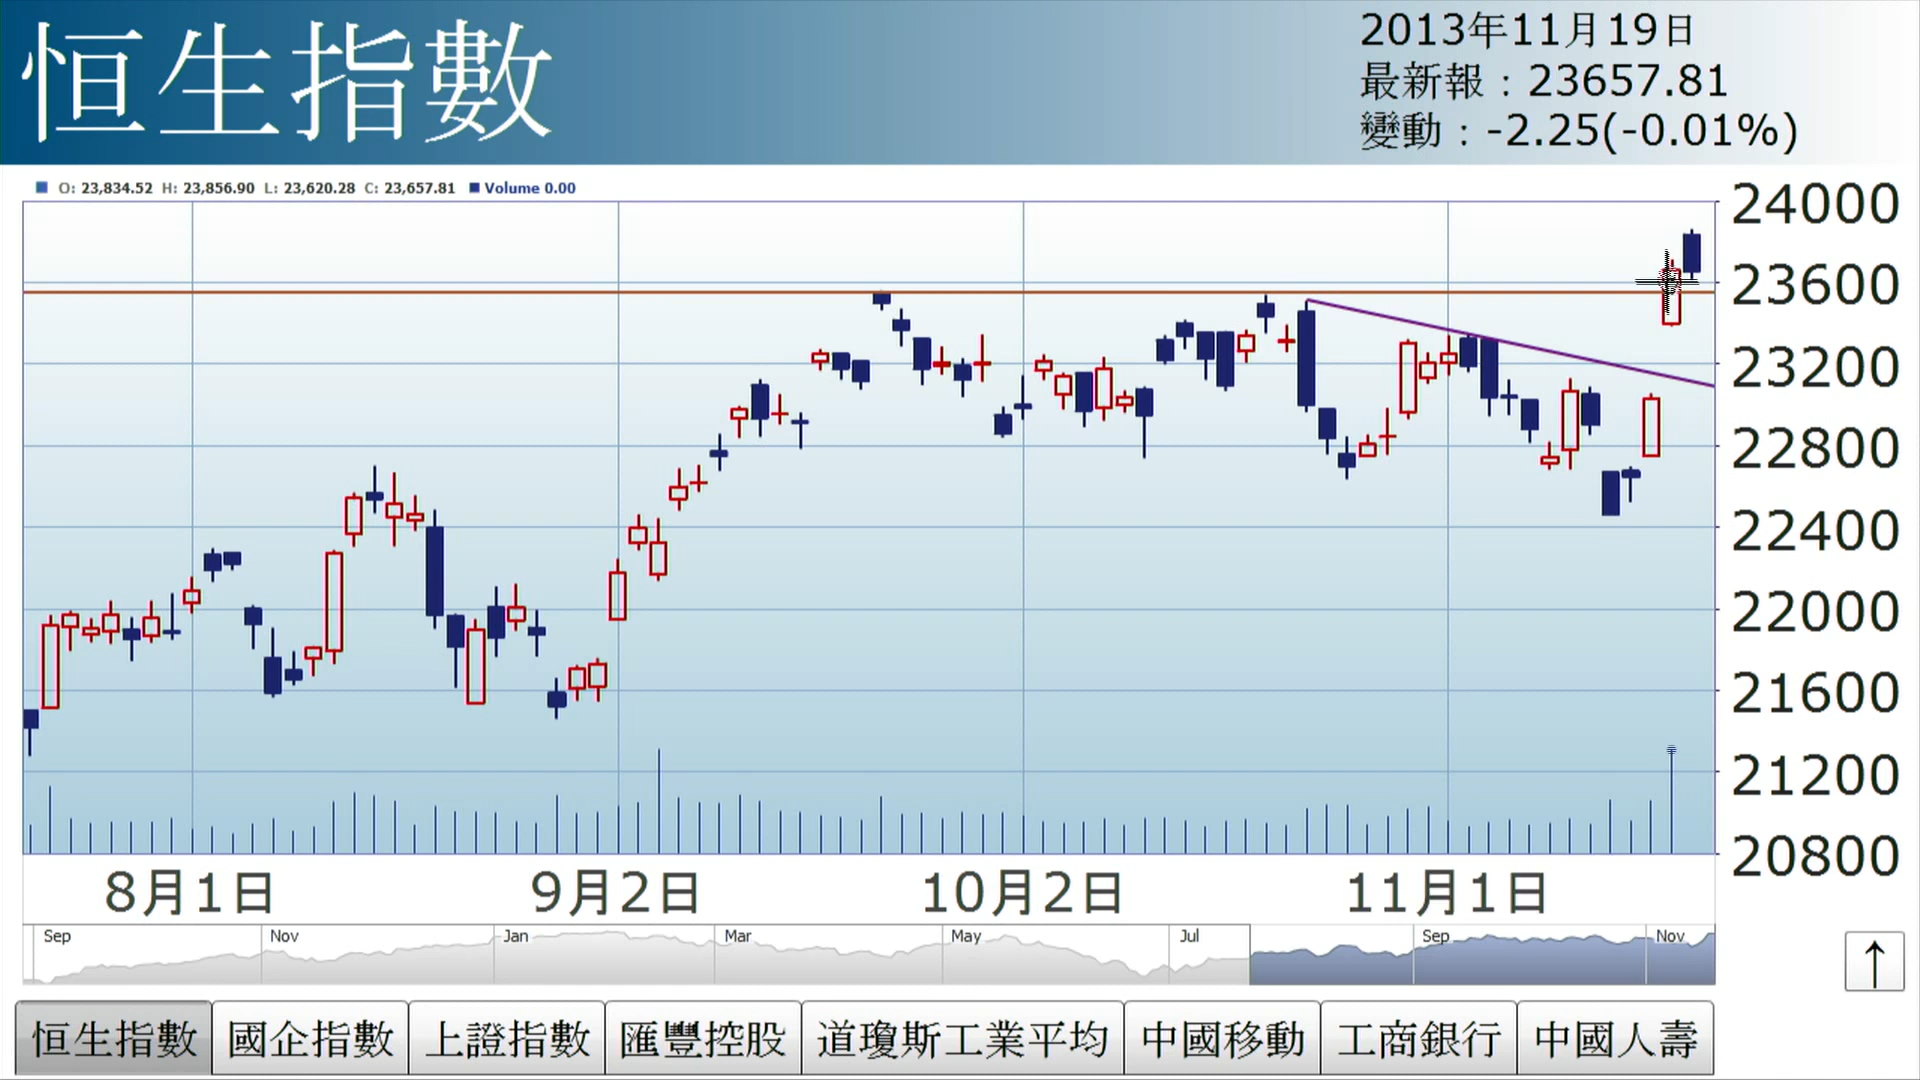 恒生指數
2013年11月19日
最新報：23657.81
變動：-2.25(-0.01%)
O: 23,834.52 H: 23,856.90 L: 23,620.28 C: 23,657.81 Volume 0.00
24000
23600
23200
22800
22400
22000
21600
21200
20800
8月1日 9月2日 10月2日 11月1日
Sep Nov Jan Mar May Jul Sep Nov
↑
恒生指數 國企指數 上證指數 匯豐控股 道瓊斯工業平均 中國移動 工商銀行 中國人壽